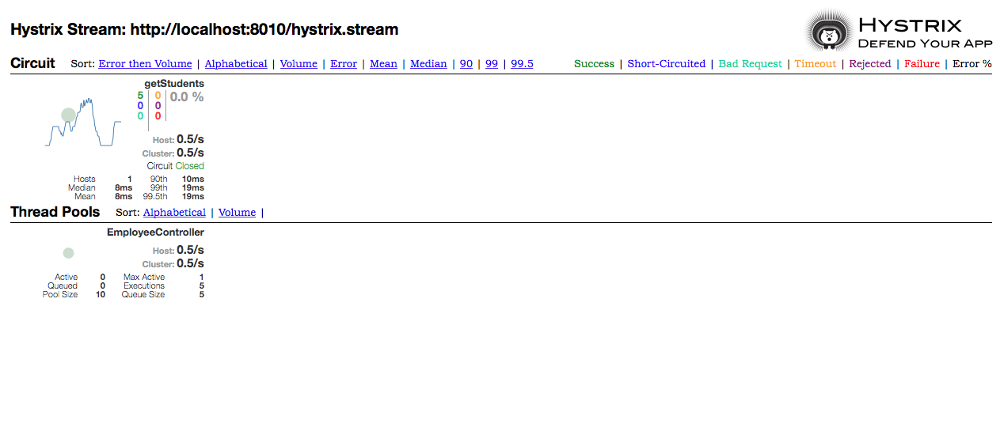 Hystrix Stream: http://localhost:8010/hystrix.stream
HYSTRIX
DEFEND YOUR APP
Circuit Sort: Error then Volume | Alphabetical | Volume | Error | Mean | Median | 90 | 99 | 99.5 Success | Short-Circuited | Bad Request | Timeout | Rejected | Failure | Error %
getStudents
5 0 0.0 %
0 0
0 0
Host: 0.5/s
Cluster: 0.5/s
Circuit Closed
Hosts 1 90th 10ms
Median 8ms 99th 19ms
Mean 8ms 99.5th 19ms
Thread Pools Sort: Alphabetical | Volume |
EmployeeController
Host: 0.5/s
Cluster: 0.5/s
Active 0 Max Active 1
Queued 0 Executions 5
Pool Size 10 Queue Size 5